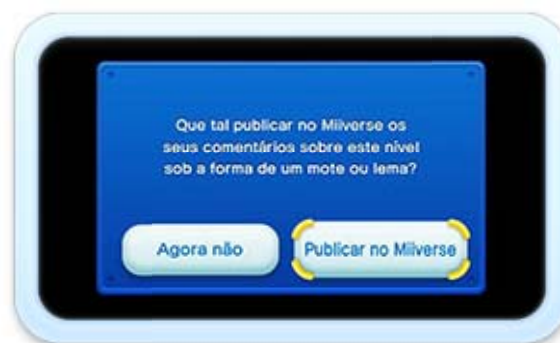 Que tal publicar no Miiverse os
seus comentários sobre este nível
sob a forma de um mote ou lema?
Agora não
Publicar no Miiverse